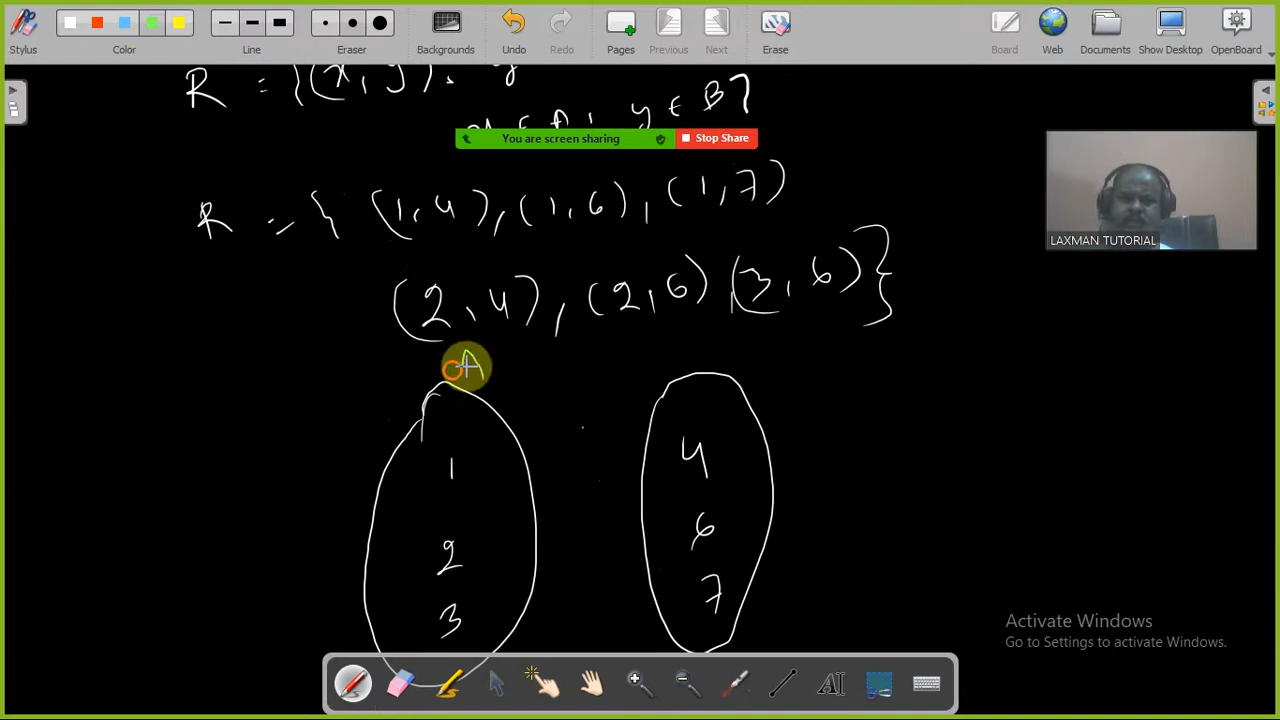 Stylus
Color
Line
Eraser
Backgrounds
Undo
Redo
Pages
Previous
Next
Erase
Board
Web
Documents
Show Desktop
OpenBoard
R = {(x, y) : y
x ∈ A ; y ∈ B}
You are screen sharing
Stop Share
R = { (1, 4), (1, 6), (1, 7)
(2, 4), (2, 6), (3, 6)}
LAXMAN TUTORIAL
A
1
2
3
4
6
7
Activate Windows
Go to Settings to activate Windows.
AI